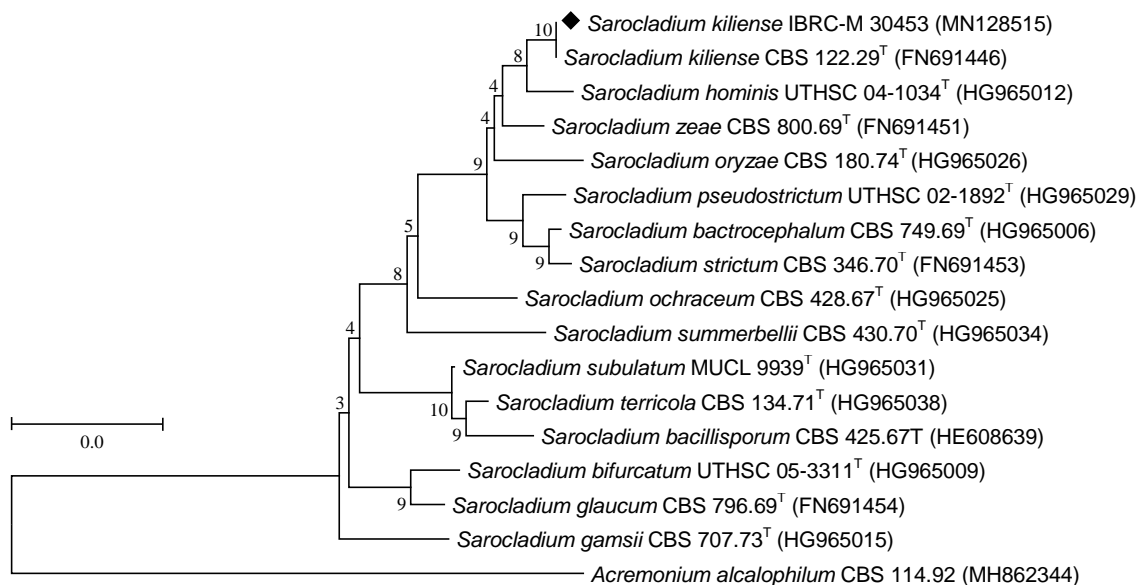 10 ◆ Sarocladium kiliense IBRC-M 30453 (MN128515)
Sarocladium kiliense CBS 122.29ᵀ (FN691446)
8
Sarocladium hominis UTHSC 04-1034ᵀ (HG965012)
4
Sarocladium zeae CBS 800.69ᵀ (FN691451)
4
Sarocladium oryzae CBS 180.74ᵀ (HG965026)
9
Sarocladium pseudostrictum UTHSC 02-1892ᵀ (HG965029)
Sarocladium bactrocephalum CBS 749.69ᵀ (HG965006)
5
9
Sarocladium strictum CBS 346.70ᵀ (FN691453)
9
8
Sarocladium ochraceum CBS 428.67ᵀ (HG965025)
4
Sarocladium summerbellii CBS 430.70ᵀ (HG965034)
Sarocladium subulatum MUCL 9939ᵀ (HG965031)
3
10
Sarocladium terricola CBS 134.71ᵀ (HG965038)
9
Sarocladium bacillisporum CBS 425.67T (HE608639)
0.0
Sarocladium bifurcatum UTHSC 05-3311ᵀ (HG965009)
9
Sarocladium glaucum CBS 796.69ᵀ (FN691454)
Sarocladium gamsii CBS 707.73ᵀ (HG965015)
Acremonium alcalophilum CBS 114.92 (MH862344)